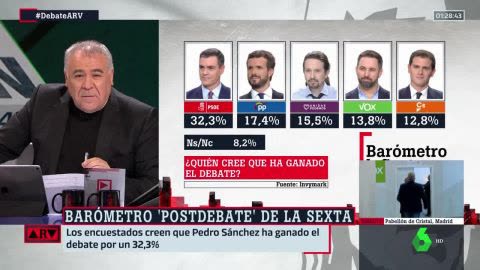 #DebateARV
01:28:43
PSOE
PP
UNIDAS PODEMOS
VOX
Cs
32,3%
17,4%
15,5%
13,8%
12,8%
Ns/Nc
8,2%
¿QUIÉN CREE QUE HA GANADO
EL DEBATE?
Fuente: Invymark
Barómetro
Pabellón de Cristal, Madrid
BARÓMETRO 'POSTDEBATE' DE LA SEXTA
ARV
Los encuestados creen que Pedro Sánchez ha ganado el
debate por un 32,3%
6 HD